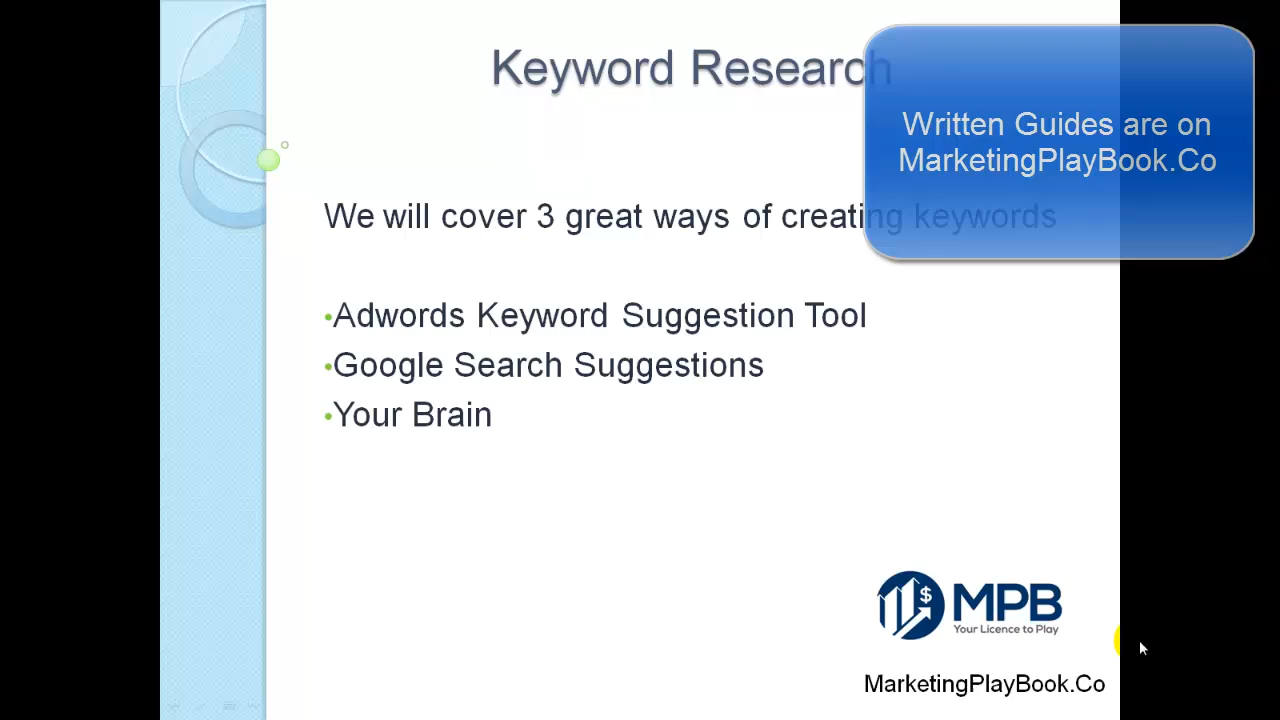 Keyword Research
Written Guides are on
MarketingPlayBook.Co
We will cover 3 great ways of creating keywords
•Adwords Keyword Suggestion Tool
•Google Search Suggestions
•Your Brain
$
MPB
Your Licence to Play
MarketingPlayBook.Co